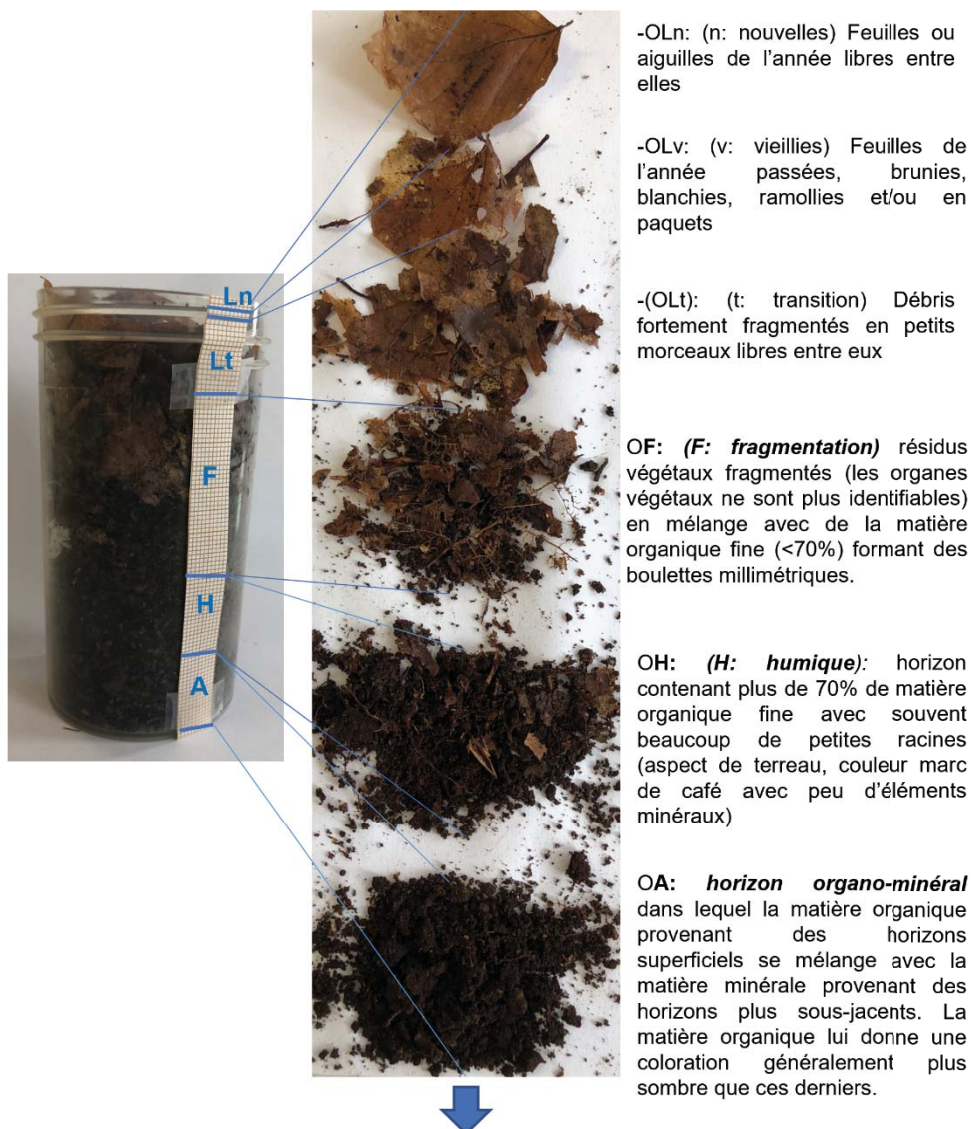 -OLn: (n: nouvelles) Feuilles ou
aiguilles de l'année libres entre
elles
-OLv: (v: vieillies) Feuilles de
l'année passées, brunies,
blanchies, ramollies et/ou en
paquets
-(OLt): (t: transition) Débris
fortement fragmentés en petits
morceaux libres entre eux
Ln
Lt
F
H
A
OF: (F: fragmentation) résidus
végétaux fragmentés (les organes
végétaux ne sont plus identifiables)
en mélange avec de la matière
organique fine (<70%) formant des
boulettes millimétriques.
OH: (H: humique): horizon
contenant plus de 70% de matière
organique fine avec souvent
beaucoup de petites racines
(aspect de terreau, couleur marc
de café avec peu d'éléments
minéraux)
OA: horizon organo-minéral
dans lequel la matière organique
provenant des horizons
superficiels se mélange avec la
matière minérale provenant des
horizons plus sous-jacents. La
matière organique lui donne une
coloration généralement plus
sombre que ces derniers.